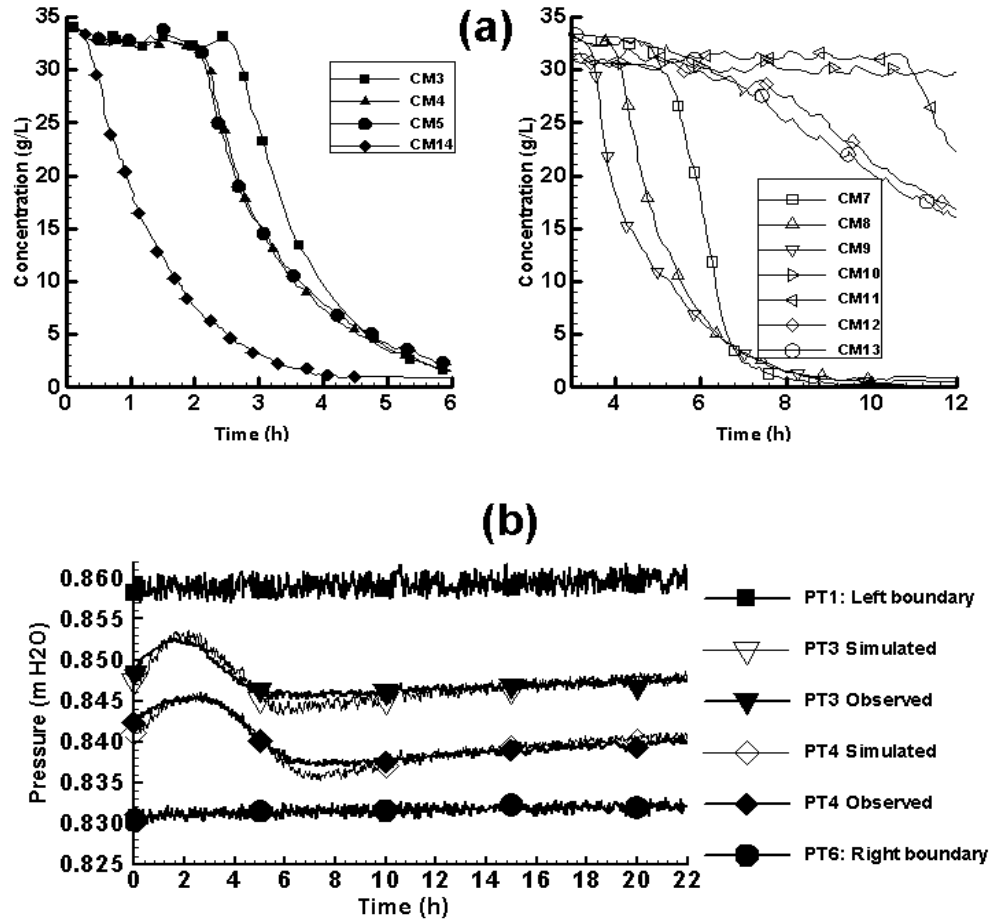 (a)
Concentration (g/L)
35
30
25
20
15
10
5
0
0 1 2 3 4 5 6
Time (h)
CM3
CM4
CM5
CM14
Concentration (g/L)
35
30
25
20
15
10
5
0
4 6 8 10 12
Time (h)
CM7
CM8
CM9
CM10
CM11
CM12
CM13
(b)
Pressure (m H2O)
0.860
0.855
0.850
0.845
0.840
0.835
0.830
0.825
0 2 4 6 8 10 12 14 16 18 20 22
Time (h)
PT1: Left boundary
PT3 Simulated
PT3 Observed
PT4 Simulated
PT4 Observed
PT6: Right boundary